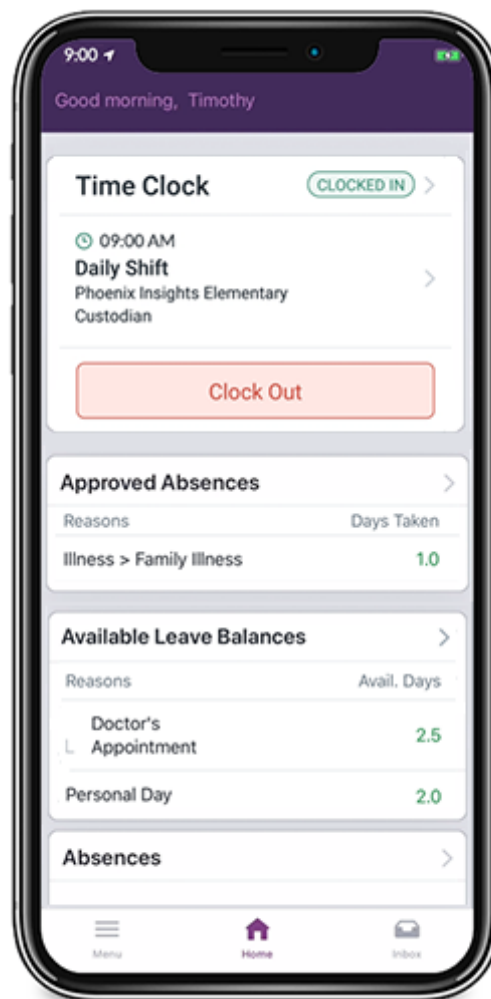 9:00
Good morning, Timothy
Time Clock CLOCKED IN
09:00 AM
Daily Shift
Phoenix Insights Elementary
Custodian
Clock Out
Approved Absences
Reasons Days Taken
Illness > Family Illness 1.0
Available Leave Balances
Reasons Avail. Days
Doctor's
Appointment 2.5
Personal Day 2.0
Absences
Menu Home Inbox